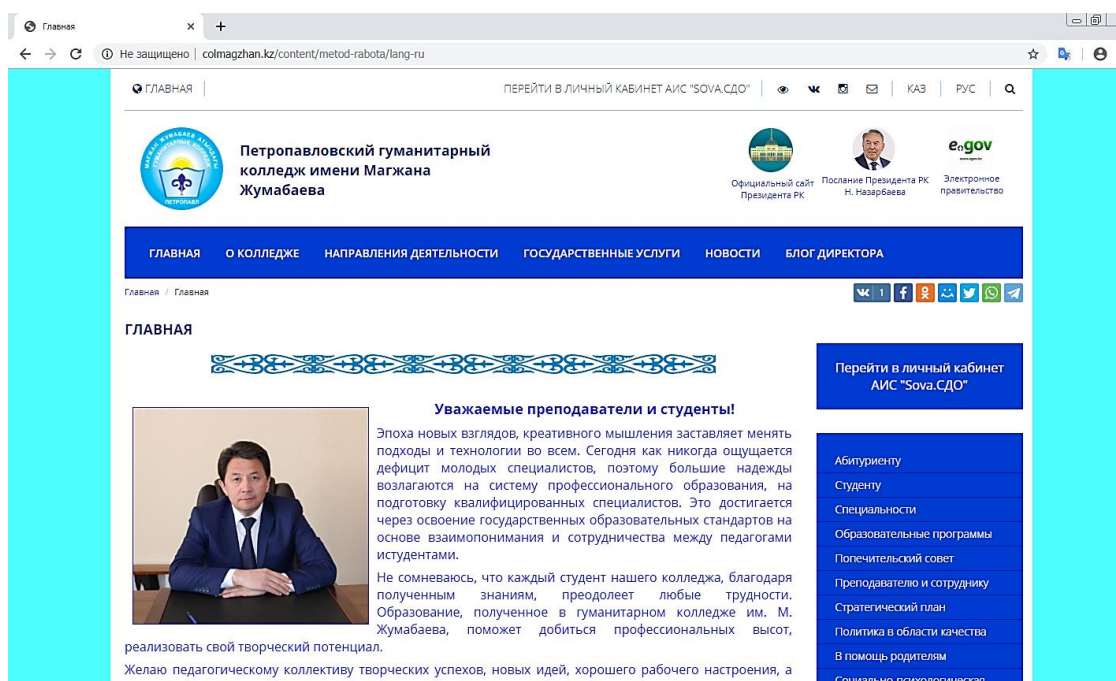 Главная
Не защищено | colmagzhan.kz/content/metod-rabota/lang-ru
ГЛАВНАЯ
ПЕРЕЙТИ В ЛИЧНЫЙ КАБИНЕТ АИС "SOVA.СДО"
КАЗ
РУС
МАҒЖАН ЖҰМАБАЕВ АТЫНДАҒЫ
ПЕТРОПАВЛ
Петропавловский гуманитарный
колледж имени Магжана
Жумабаева
Официальный сайт
Президента РК
Послание Президента РК
Н. Назарбаева
e.gov
Электронное
правительство
ГЛАВНАЯ
О КОЛЛЕДЖЕ
НАПРАВЛЕНИЯ ДЕЯТЕЛЬНОСТИ
ГОСУДАРСТВЕННЫЕ УСЛУГИ
НОВОСТИ
БЛОГ ДИРЕКТОРА
Главная / Главная
1
ГЛАВНАЯ
Уважаемые преподаватели и студенты!
Эпоха новых взглядов, креативного мышления заставляет менять
подходы и технологии во всем. Сегодня как никогда ощущается
дефицит молодых специалистов, поэтому большие надежды
возлагаются на систему профессионального образования, на
подготовку квалифицированных специалистов. Это достигается
через освоение государственных образовательных стандартов на
основе взаимопонимания и сотрудничества между педагогами
истудентами.
Не сомневаюсь, что каждый студент нашего колледжа, благодаря
полученным знаниям, преодолеет любые трудности.
Образование, полученное в гуманитарном колледже им. М.
Жумабаева, поможет добиться профессиональных высот,
реализовать свой творческий потенциал.
Желаю педагогическому коллективу творческих успехов, новых идей, хорошего рабочего настроения, а
Перейти в личный кабинет
АИС "Sova.СДО"
Абитуриенту
Студенту
Специальности
Образовательные программы
Попечительский совет
Преподавателю и сотруднику
Стратегический план
Политика в области качества
В помощь родителям
Социально-психологическая